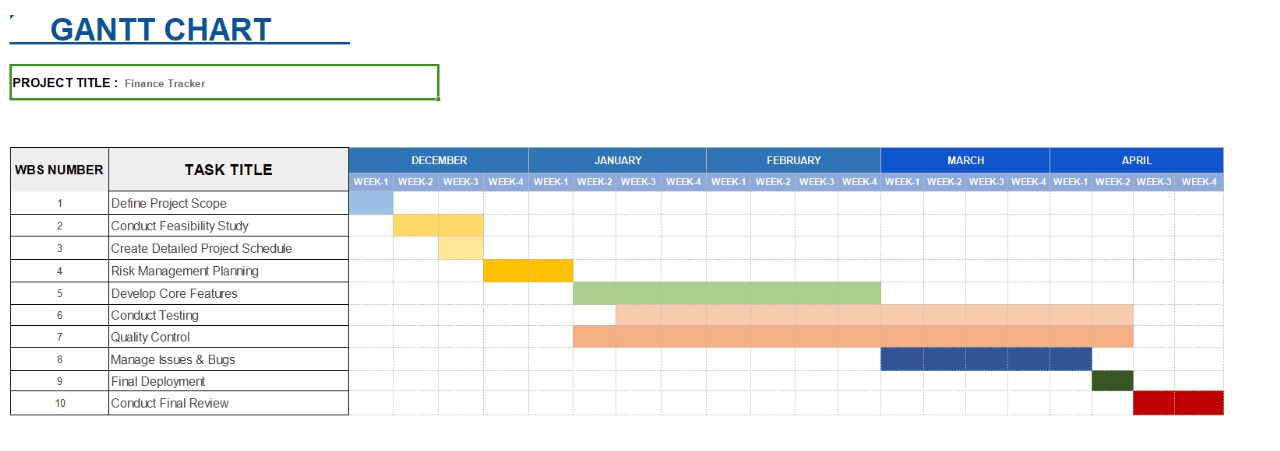 GANTT CHART
PROJECT TITLE : Finance Tracker
WBS NUMBER TASK TITLE DECEMBER JANUARY FEBRUARY MARCH APRIL
WEEK-1 WEEK-2 WEEK-3 WEEK-4 WEEK-1 WEEK-2 WEEK-3 WEEK-4 WEEK-1 WEEK-2 WEEK-3 WEEK-4 WEEK-1 WEEK-2 WEEK-3 WEEK-4 WEEK-1 WEEK-2 WEEK-3 WEEK-4
1 Define Project Scope
2 Conduct Feasibility Study
3 Create Detailed Project Schedule
4 Risk Management Planning
5 Develop Core Features
6 Conduct Testing
7 Quality Control
8 Manage Issues & Bugs
9 Final Deployment
10 Conduct Final Review